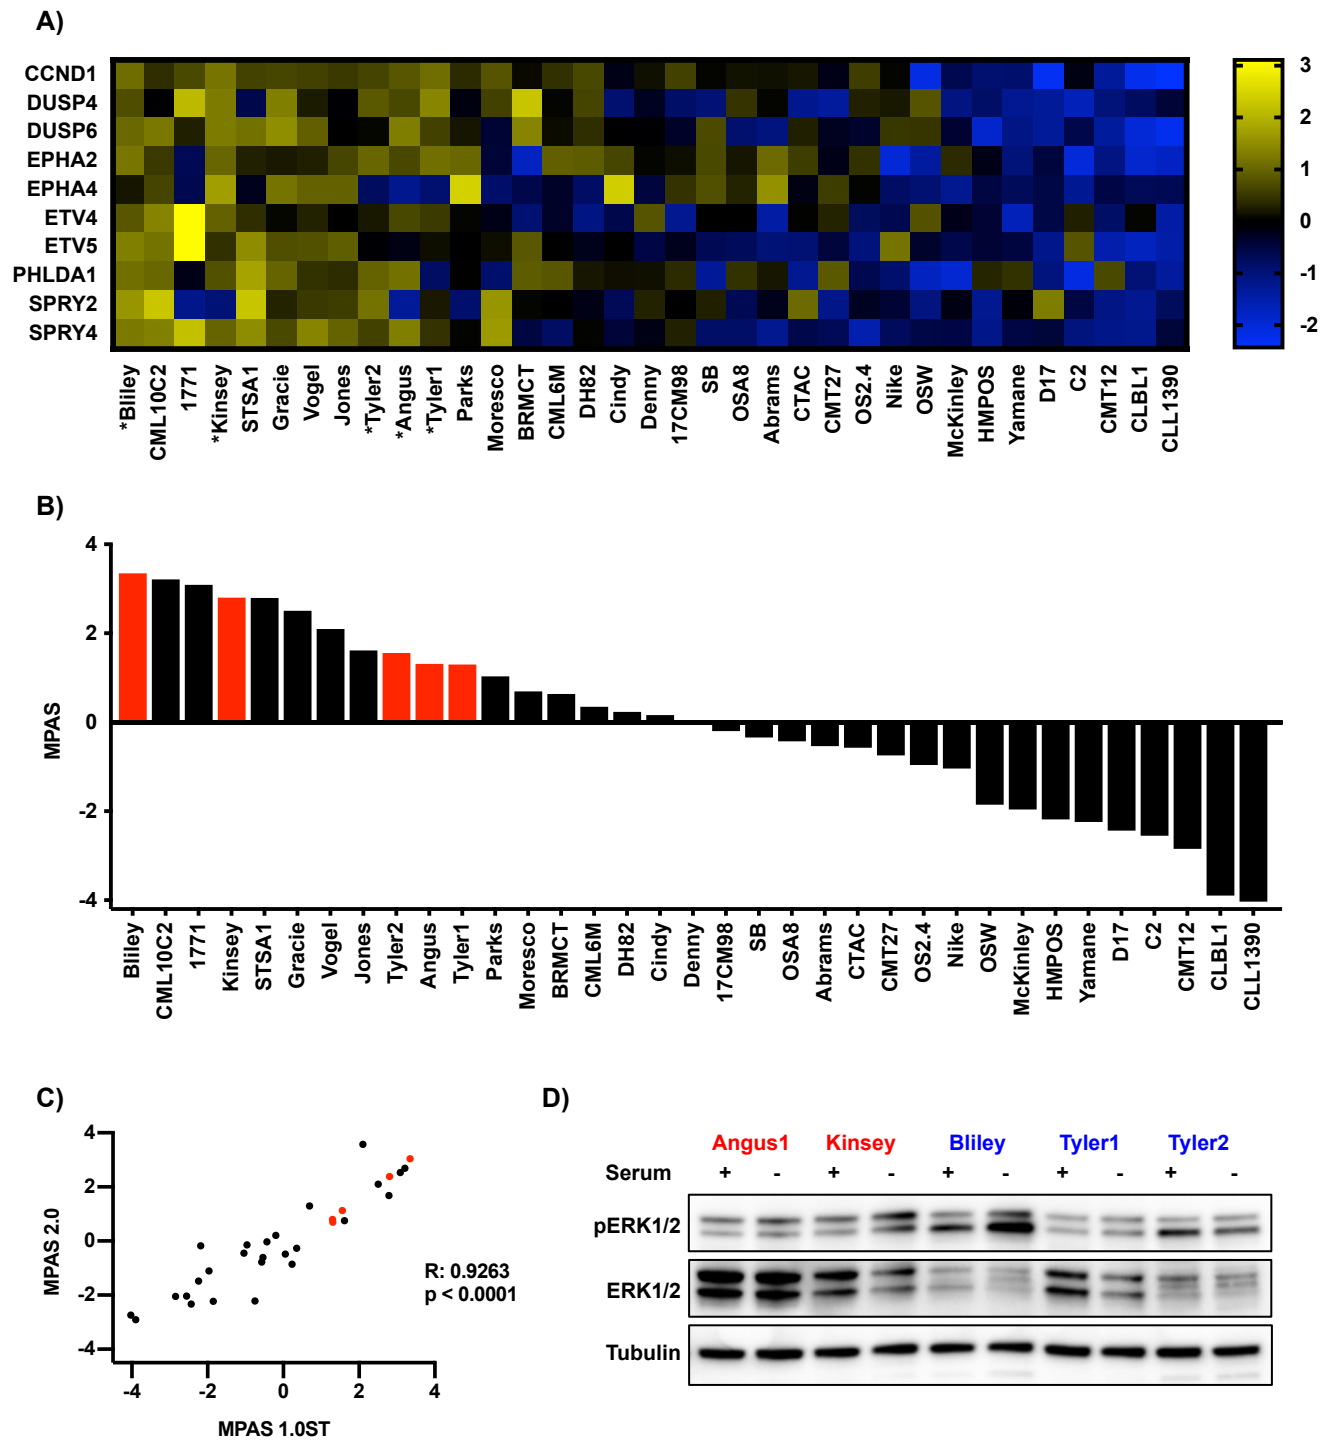 A)
CCND1
DUSP4
DUSP6
EPHA2
EPHA4
ETV4
ETV5
PHLDA1
SPRY2
SPRY4
3
2
1
0
-1
-2
*Bliley CML10C2 1771 *Kinsey STSA1 Gracie Vogel Jones *Tyler2 *Angus *Tyler1 Parks Moresco BRMCT CML6M DH82 Cindy Denny 17CM98 SB OSA8 Abrams CTAC CMT27 OS2.4 Nike OSW McKinley HMPOS Yamane D17 C2 CMT12 CLBL1 CLL1390
B)
MPAS
4
2
0
-2
-4
Bliley CML10C2 1771 Kinsey STSA1 Gracie Vogel Jones Tyler2 Angus Tyler1 Parks Moresco BRMCT CML6M DH82 Cindy Denny 17CM98 SB OSA8 Abrams CTAC CMT27 OS2.4 Nike OSW McKinley HMPOS Yamane D17 C2 CMT12 CLBL1 CLL1390
C)
MPAS 2.0
4
2
0
-2
-4
R: 0.9263
p < 0.0001
-4 -2 0 2 4
MPAS 1.0ST
D)
Angus1 Kinsey Bliley Tyler1 Tyler2
Serum + - + - + - + - + -
pERK1/2
ERK1/2
Tubulin